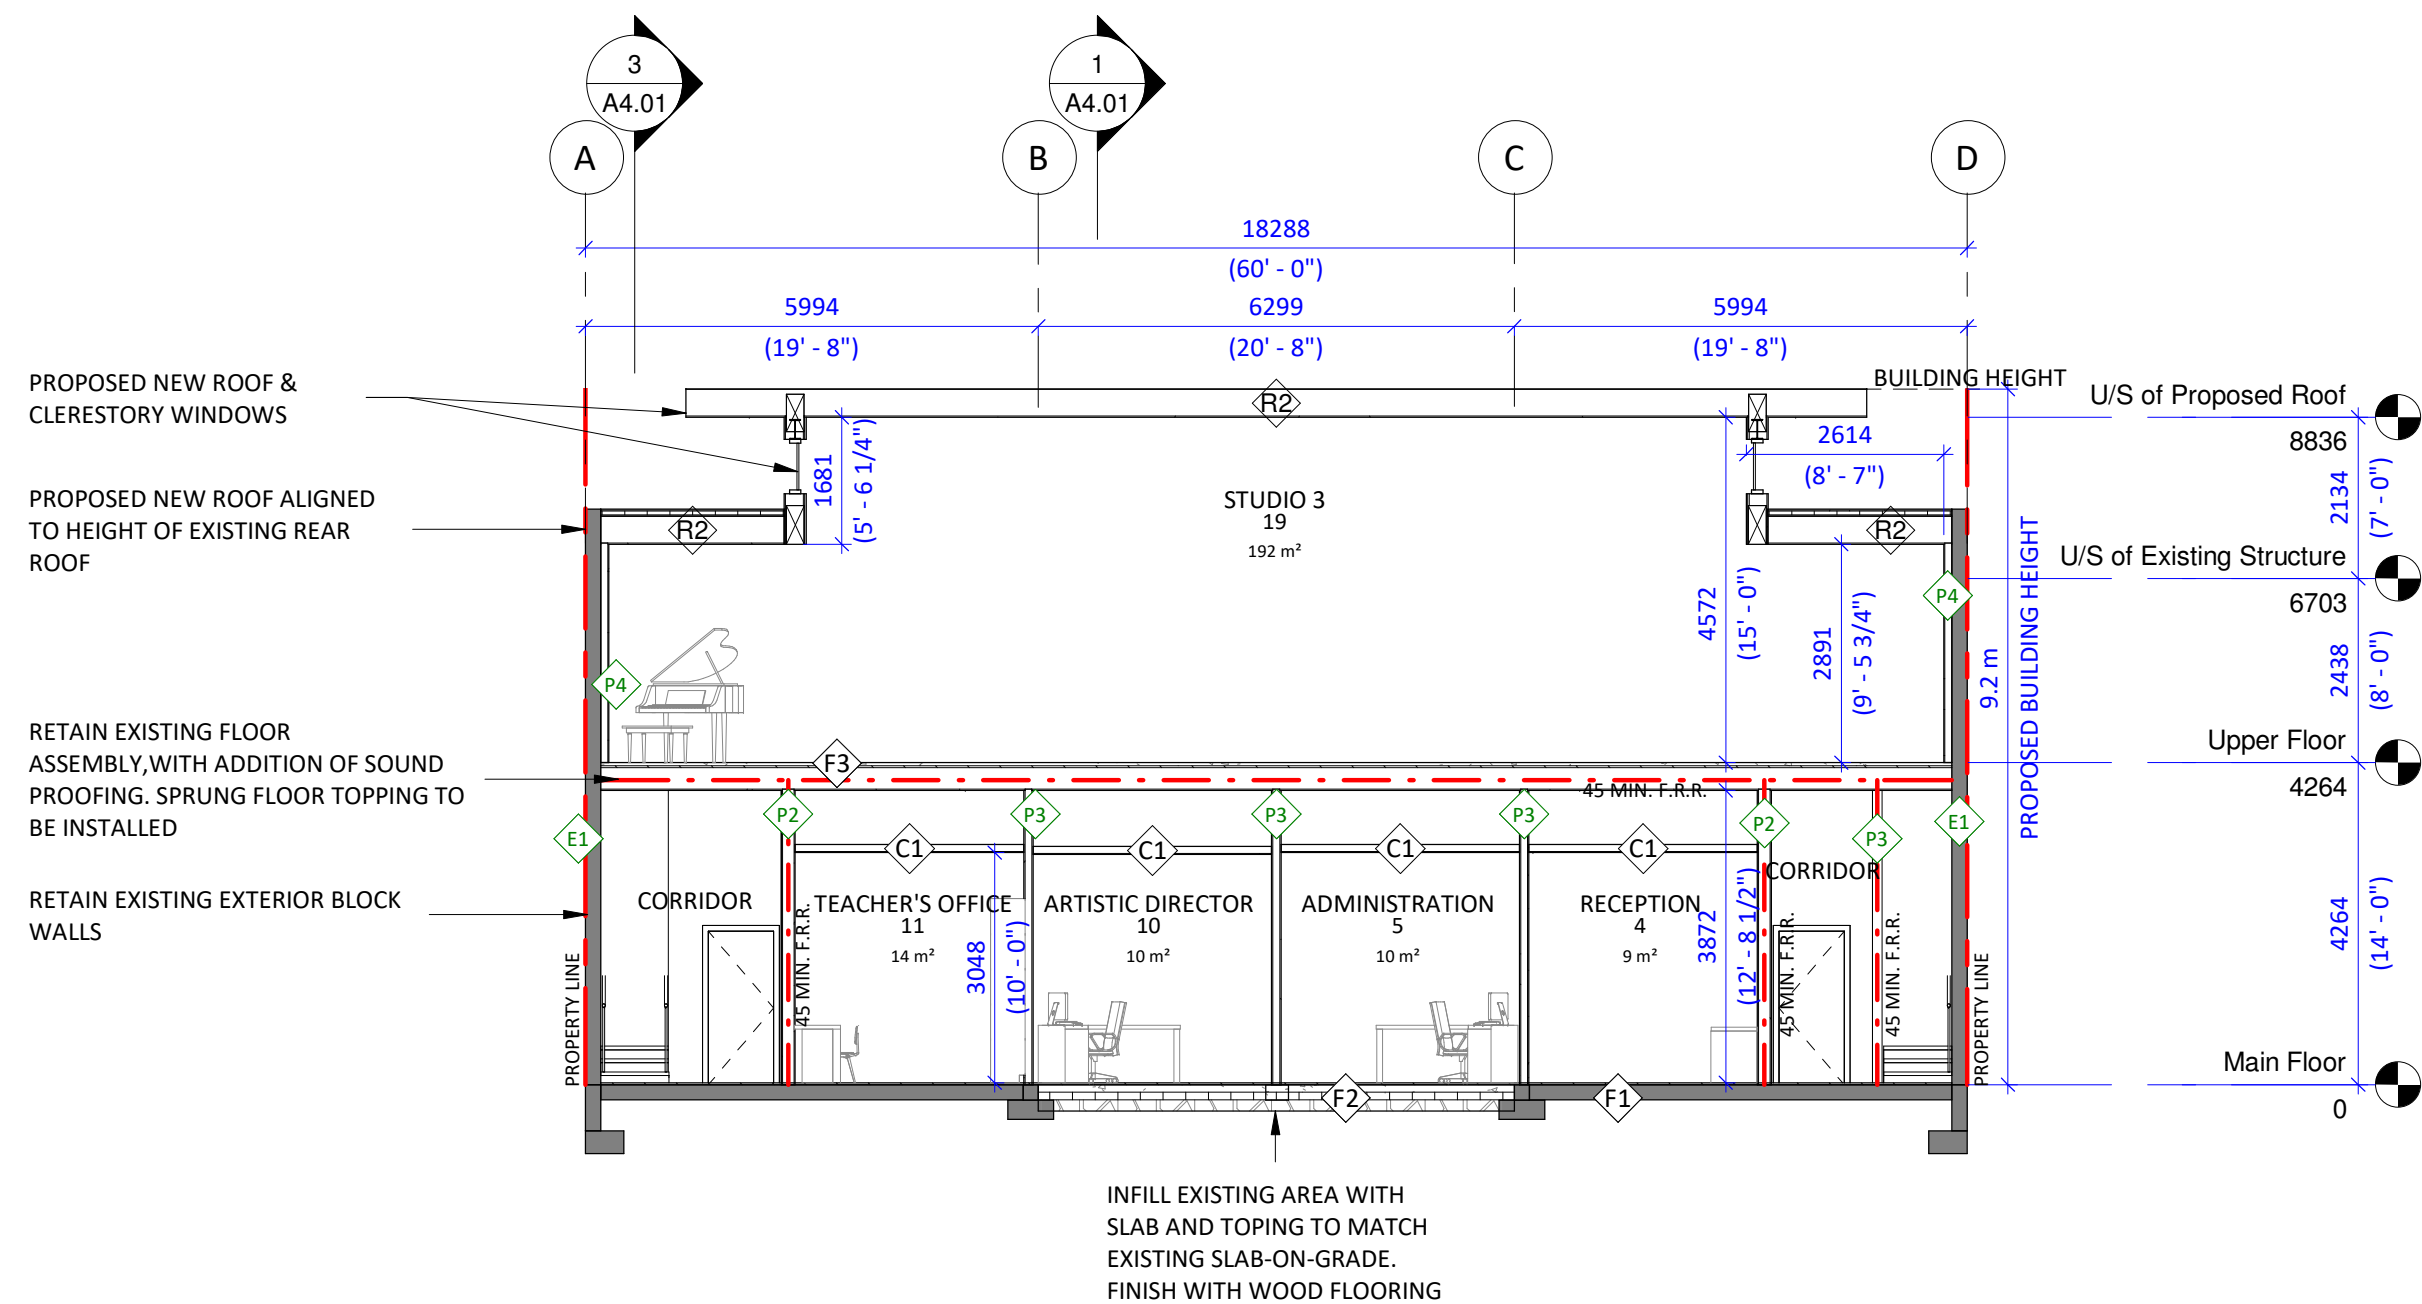 3
A4.01
1
A4.01
A
B
C
D
18288
(60' - 0")
5994
(19' - 8")
6299
(20' - 8")
5994
(19' - 8")
PROPOSED NEW ROOF &
CLERESTORY WINDOWS
PROPOSED NEW ROOF ALIGNED
TO HEIGHT OF EXISTING REAR
ROOF
RETAIN EXISTING FLOOR
ASSEMBLY,WITH ADDITION OF SOUND
PROOFING. SPRUNG FLOOR TOPPING TO
BE INSTALLED
RETAIN EXISTING EXTERIOR BLOCK
WALLS
R2
R2
R2
1681
(5' - 6 1/4")
STUDIO 3
19
192 m²
2614
(8' - 7")
4572
(15' - 0")
2891
(9' - 5 3/4")
BUILDING HEIGHT
9.2 m
PROPOSED BUILDING HEIGHT
U/S of Proposed Roof
8836
2134
(7' - 0")
U/S of Existing Structure
6703
2438
(8' - 0")
Upper Floor
4264
4264
(14' - 0")
Main Floor
0
P4
P4
F3
45 MIN. F.R.R.
E1
P2
P3
P3
P3
P2
P3
E1
C1
C1
C1
C1
CORRIDOR
TEACHER'S OFFICE
11
14 m²
ARTISTIC DIRECTOR
10
10 m²
ADMINISTRATION
5
10 m²
RECEPTION
4
9 m²
CORRIDOR
3048
(10' - 0")
3872
(12' - 8 1/2")
45 MIN. F.R.R.
45 MIN. F.R.R.
45 MIN. F.R.R.
PROPERTY LINE
PROPERTY LINE
F2
F1
INFILL EXISTING AREA WITH
SLAB AND TOPING TO MATCH
EXISTING SLAB-ON-GRADE.
FINISH WITH WOOD FLOORING